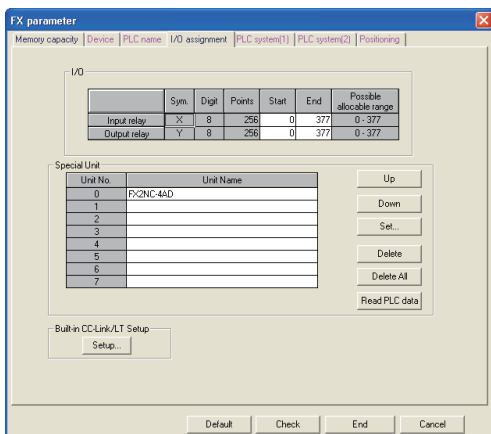 FX parameter
Memory capacity Device PLC name I/O assignment PLC system(1) PLC system(2) Positioning
I/O
Sym. Digit Points Start End Possible allocable range
Input relay X 8 256 0 377 0 - 377
Output relay Y 8 256 0 377 0 - 377
Special Unit
Unit No. Unit Name
0 FX2NC-4AD
1
2
3
4
5
6
7
Up
Down
Set...
Delete
Delete All
Read PLC data
Built-in CC-Link/LT Setup
Setup...
Default Check End Cancel